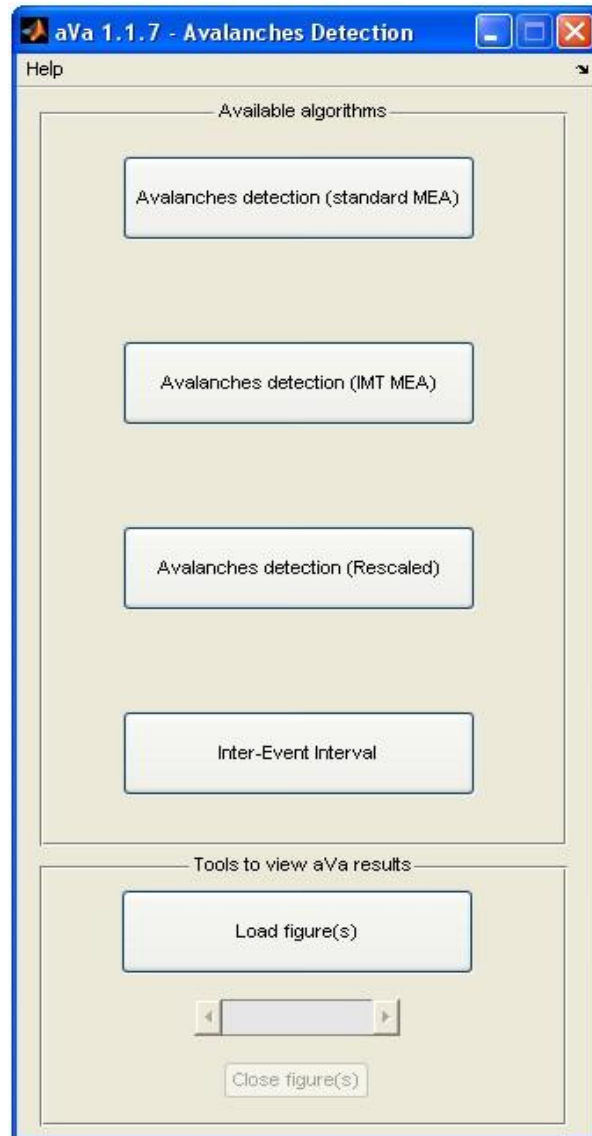 aVa 1.1.7 - Avalanches Detection
Help
Available algorithms
Avalanches detection (standard MEA)
Avalanches detection (IMT MEA)
Avalanches detection (Rescaled)
Inter-Event Interval
Tools to view aVa results
Load figure(s)
Close figure(s)